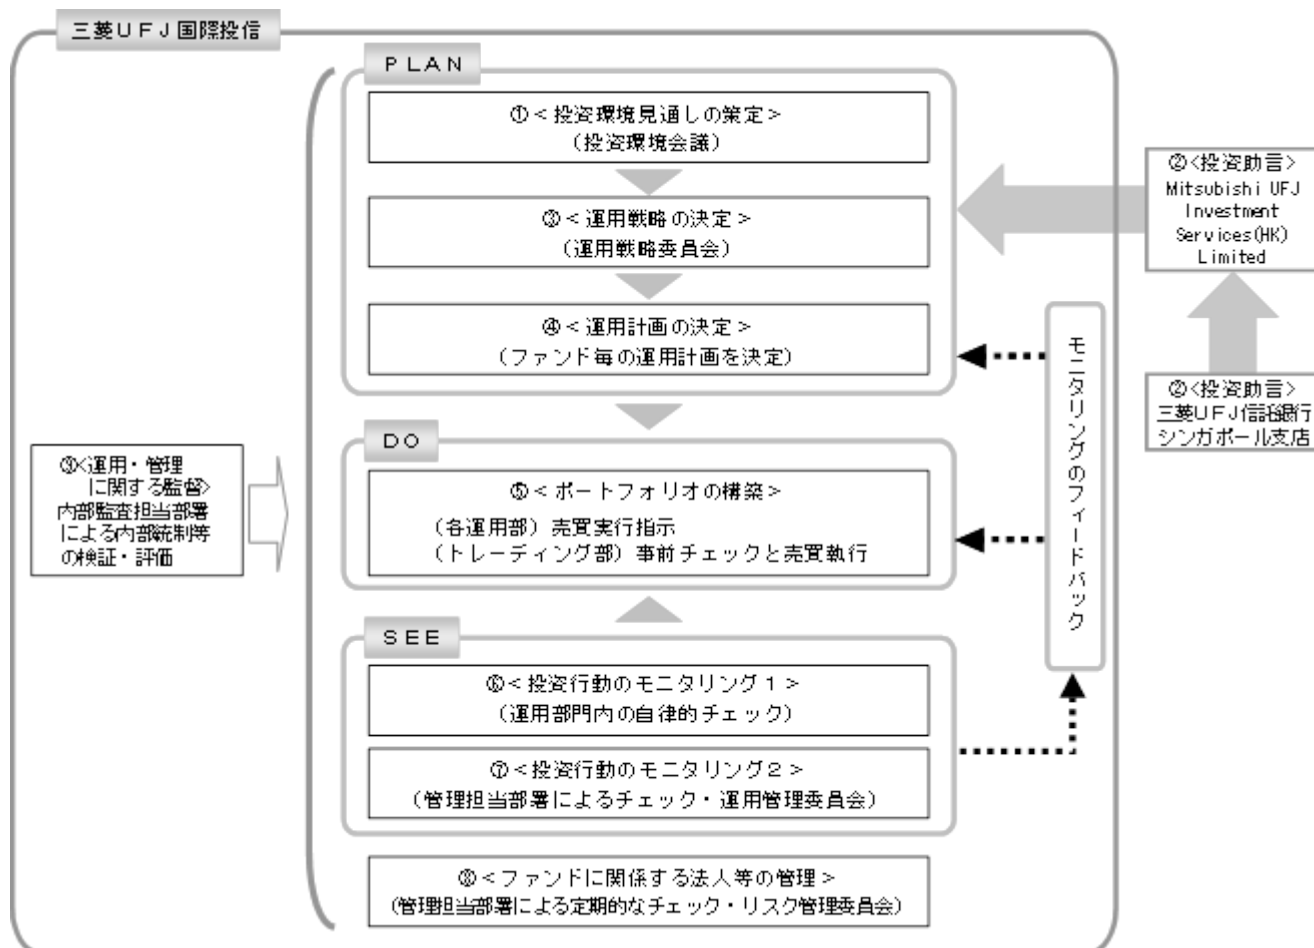 三菱ＵＦＪ国際投信
ＰＬＡＮ
①＜投資環境見通しの策定＞
（投資環境会議）
③＜運用戦略の決定＞
（運用戦略委員会）
④＜運用計画の決定＞
（ファンド毎の運用計画を決定）
②<投資助言>
Mitsubishi UFJ
Investment
Services(HK)
Limited
②<投資助言>
三菱ＵＦＪ信託銀行
シンガポール支店
モニタリングのフィードバック
ＤＯ
⑤＜ポートフォリオの構築＞
（各運用部）売買実行指示
（トレーディング部）事前チェックと売買執行
⑨<運用・管理
に関する監督>
内部監査担当部署
による内部統制等
の検証・評価
ＳＥＥ
⑥＜投資行動のモニタリング１＞
（運用部門内の自律的チェック）
⑦＜投資行動のモニタリング２＞
（管理担当部署によるチェック・運用管理委員会）
⑧＜ファンドに関係する法人等の管理＞
（管理担当部署による定期的なチェック・リスク管理委員会）